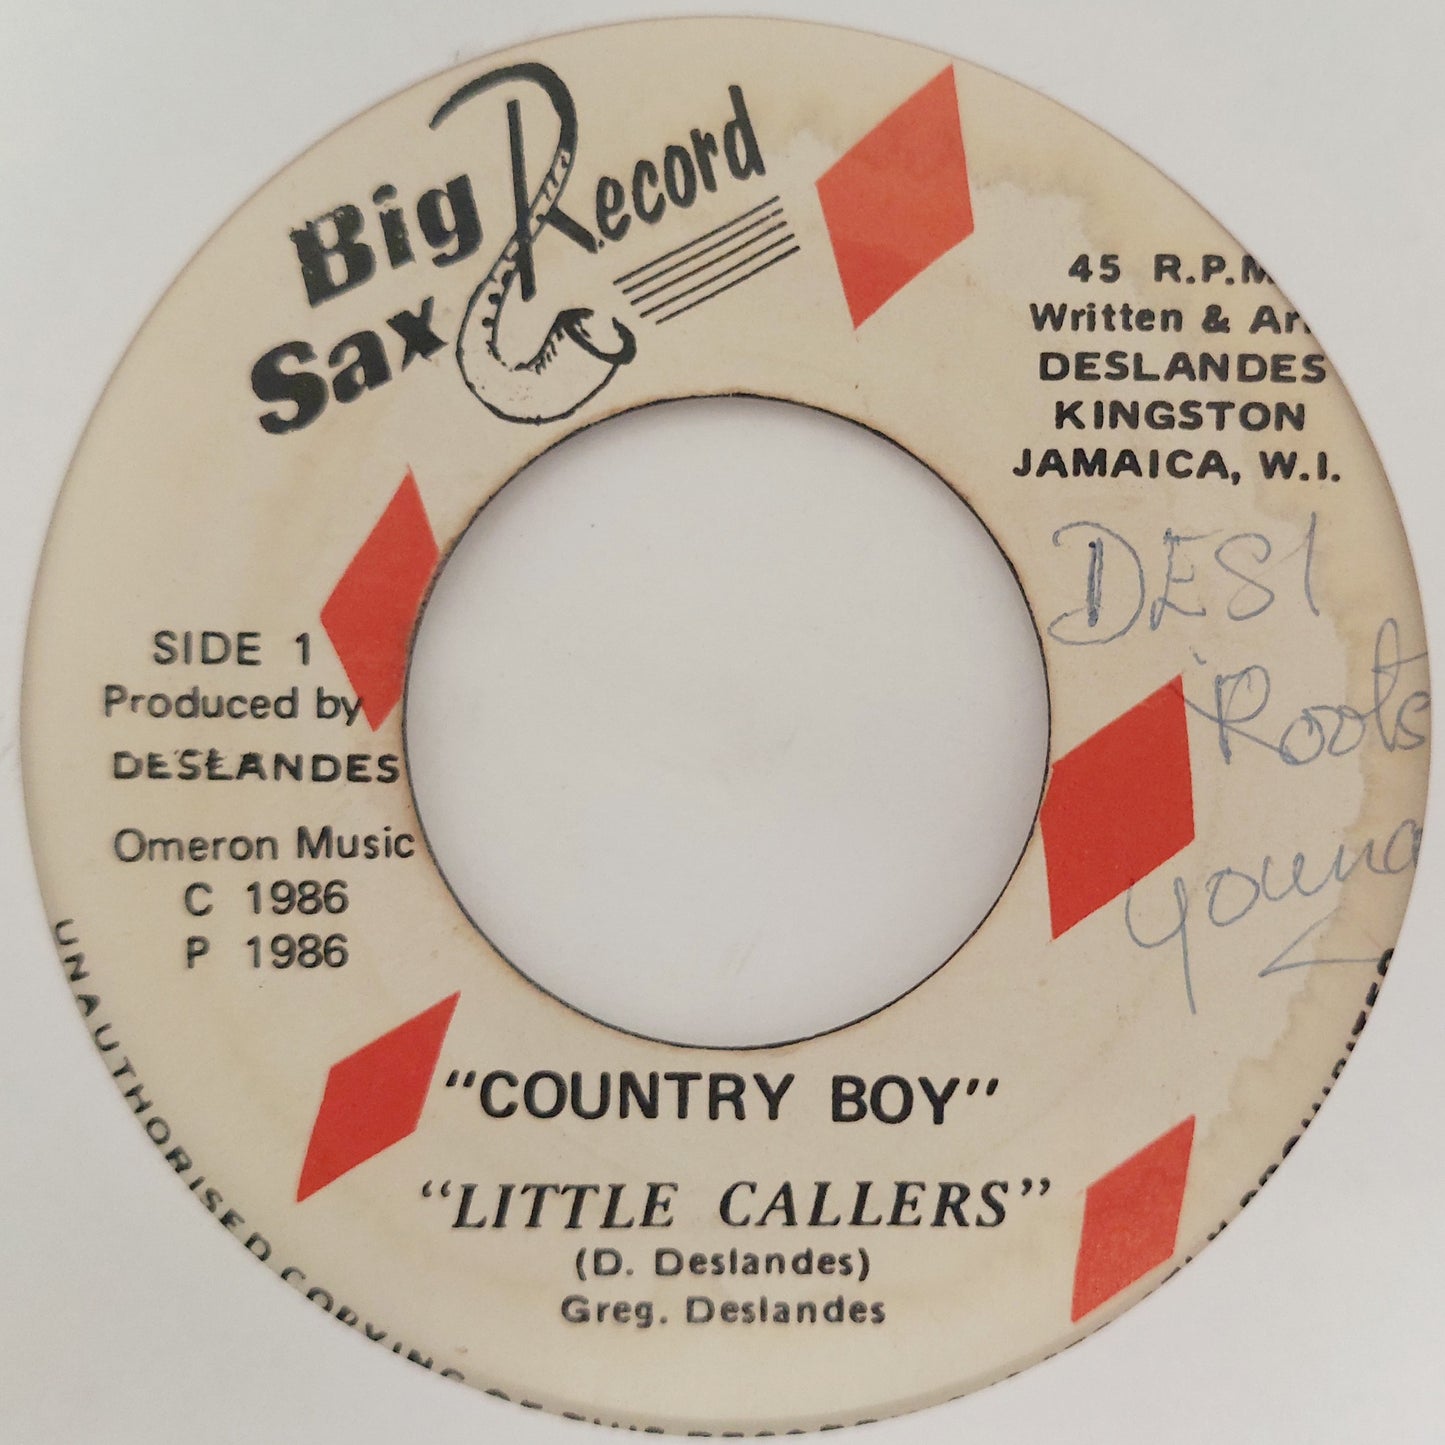 Big Record
Sax
45 R.P.M
Written & Arr
DESLANDES
KINGSTON
JAMAICA, W.I.
DESI
Roots
Young
SIDE 1
Produced by
DESLANDES
Omeron Music
C 1986
P 1986
"COUNTRY BOY"
"LITTLE CALLERS"
(D. Deslandes)
Greg. Deslandes
UNAUTHORISED COPYING OF THIS RECORD